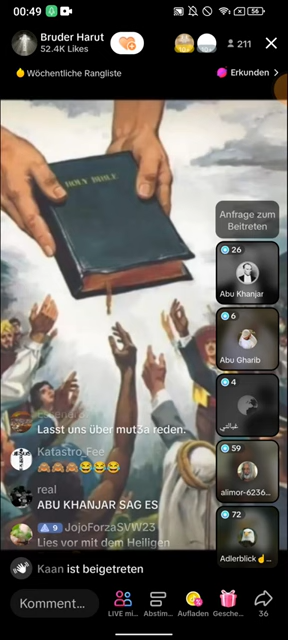 00:49
56
Bruder Harut
52.4K Likes
211
Wöchentliche Rangliste
Erkunden
HOLY BIBLE
Anfrage zum
Beitreten
26
Abu Khanjar
6
Abu Gharib
4
59
alimor-6236...
72
Adlerblick☝...
Lasst uns über mut3a reden.
Katastro_Fee
🙈🙈🙈😂😂😂
real
ABU KHANJAR SAG ES
9 JojoForzaSVW23
Lies vor mit dem Heiligen
Kaan ist beigetreten
Komment...
LIVE mi...
Abstim...
Aufladen
Gesche...
36